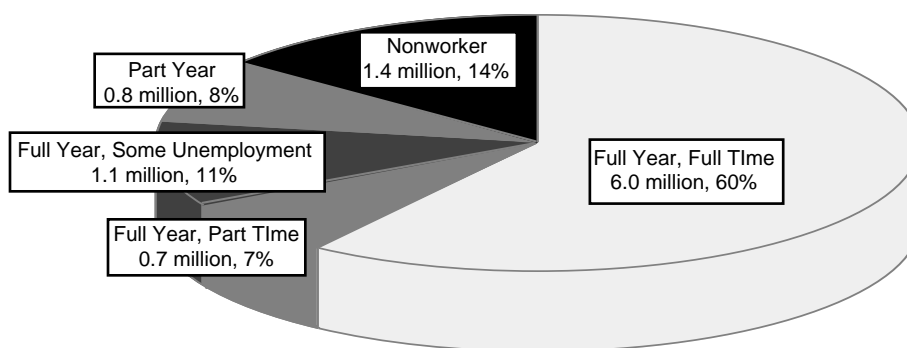 Nonworker
1.4 million, 14%
Part Year
0.8 million, 8%
Full Year, Some Unemployment
1.1 million, 11%
Full Year, Full TIme
6.0 million, 60%
Full Year, Part TIme
0.7 million, 7%